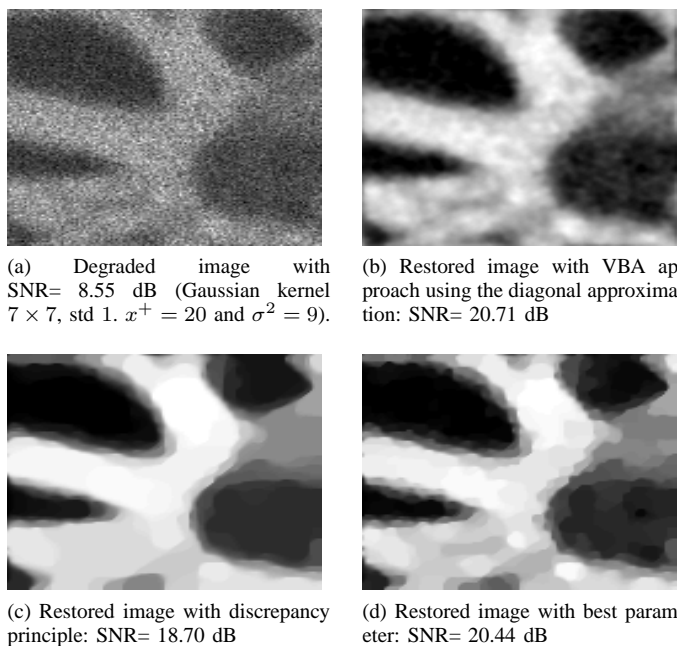 (a) Degraded image with
SNR= 8.55 dB (Gaussian kernel
7 × 7, std 1. x⁺ = 20 and σ² = 9).
(b) Restored image with VBA ap
proach using the diagonal approxima
tion: SNR= 20.71 dB
(c) Restored image with discrepancy
principle: SNR= 18.70 dB
(d) Restored image with best param
eter: SNR= 20.44 dB